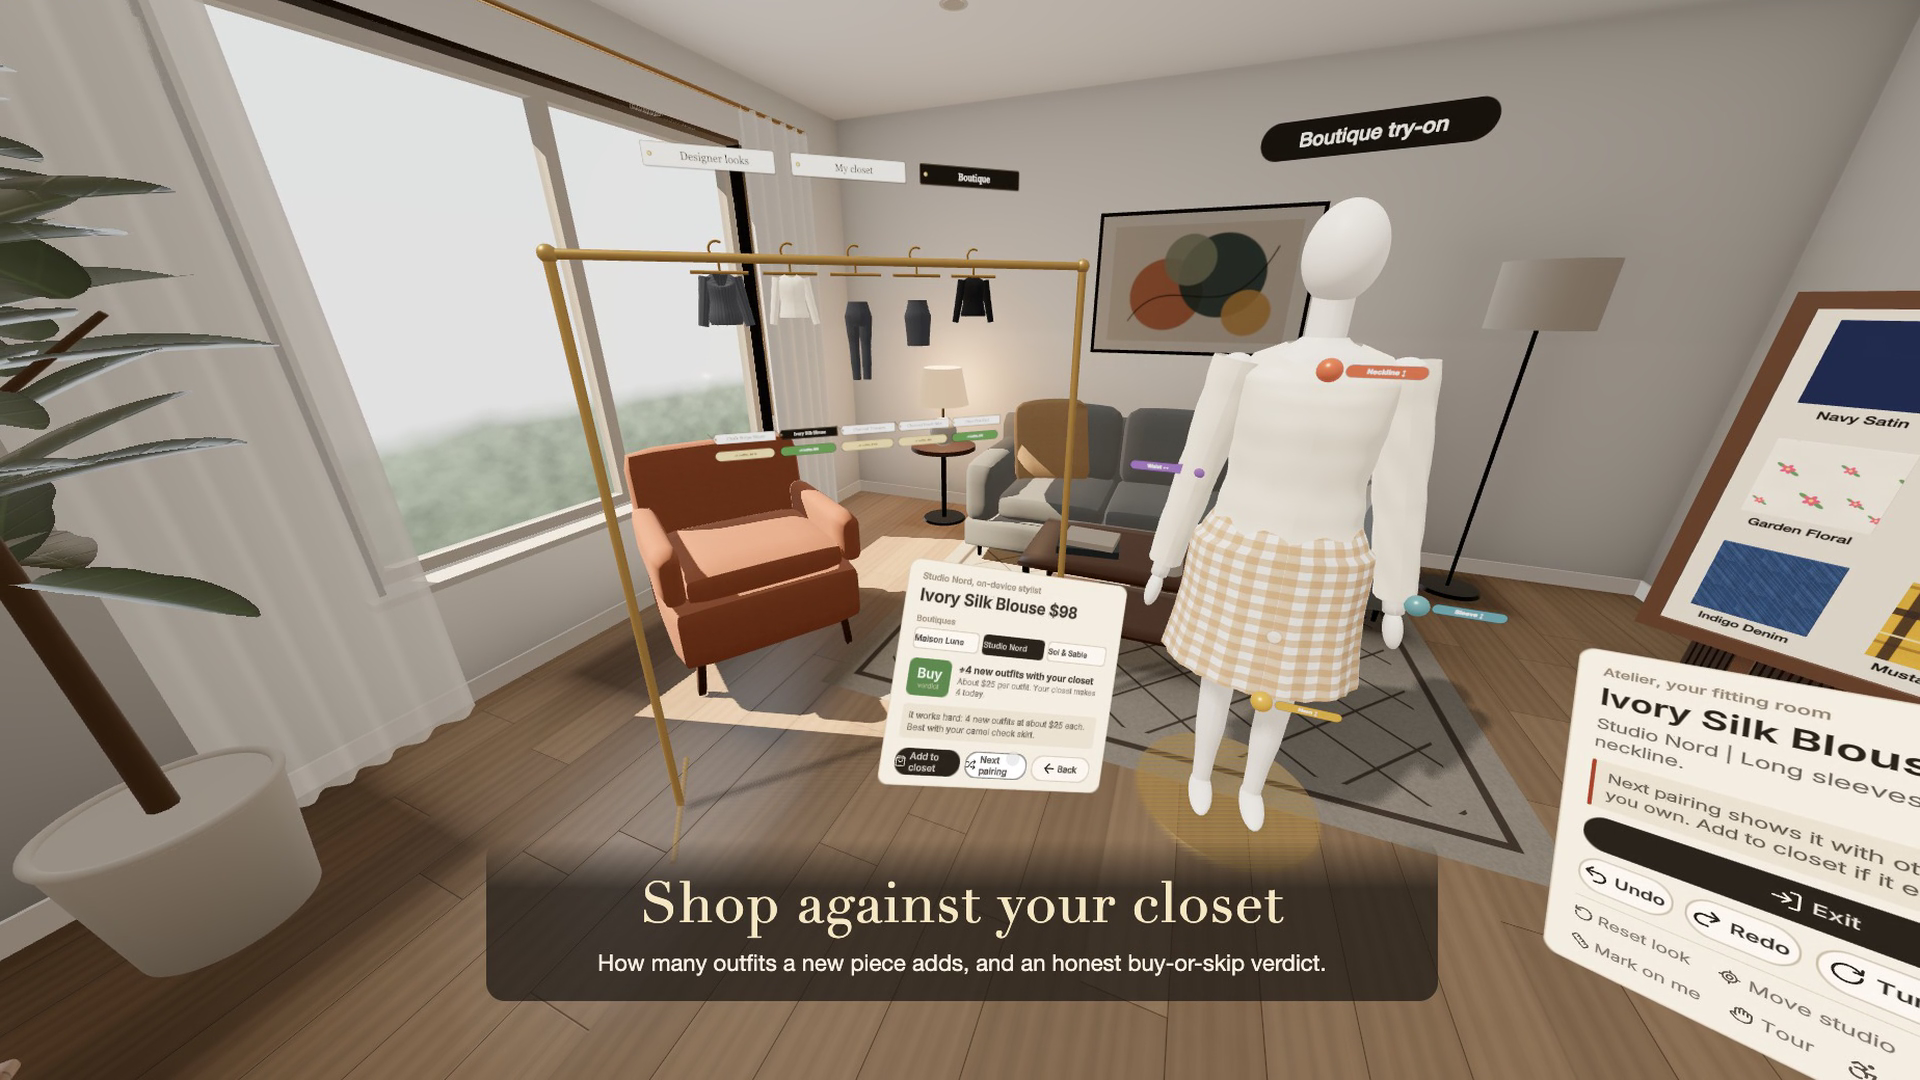 Boutique try-on
Designer looks
My closet
Boutique
Neckline
Ivory Silk Blouse
Navy Satin
Garden Floral
Indigo Denim
Studio Nord, on-device stylist
Ivory Silk Blouse $98
Boutiques
Maison Luna
Studio Nord
Sol & Sable
Buy
verdict
+4 new outfits with your closet
About $25 per outfit. Your closet makes
4 today.
It works hard: 4 new outfits at about $25 each.
Best with your camel check skirt.
Add to
closet
Next
pairing
Back
Atelier, your fitting room
Ivory Silk Blous
Studio Nord | Long sleeves
neckline.
Next pairing shows it with
you own. Add to closet if it
Exit
Undo
Redo
Reset look
Mark on me
Move studio
Tour
Shop against your closet
How many outfits a new piece adds, and an honest buy-or-skip verdict.